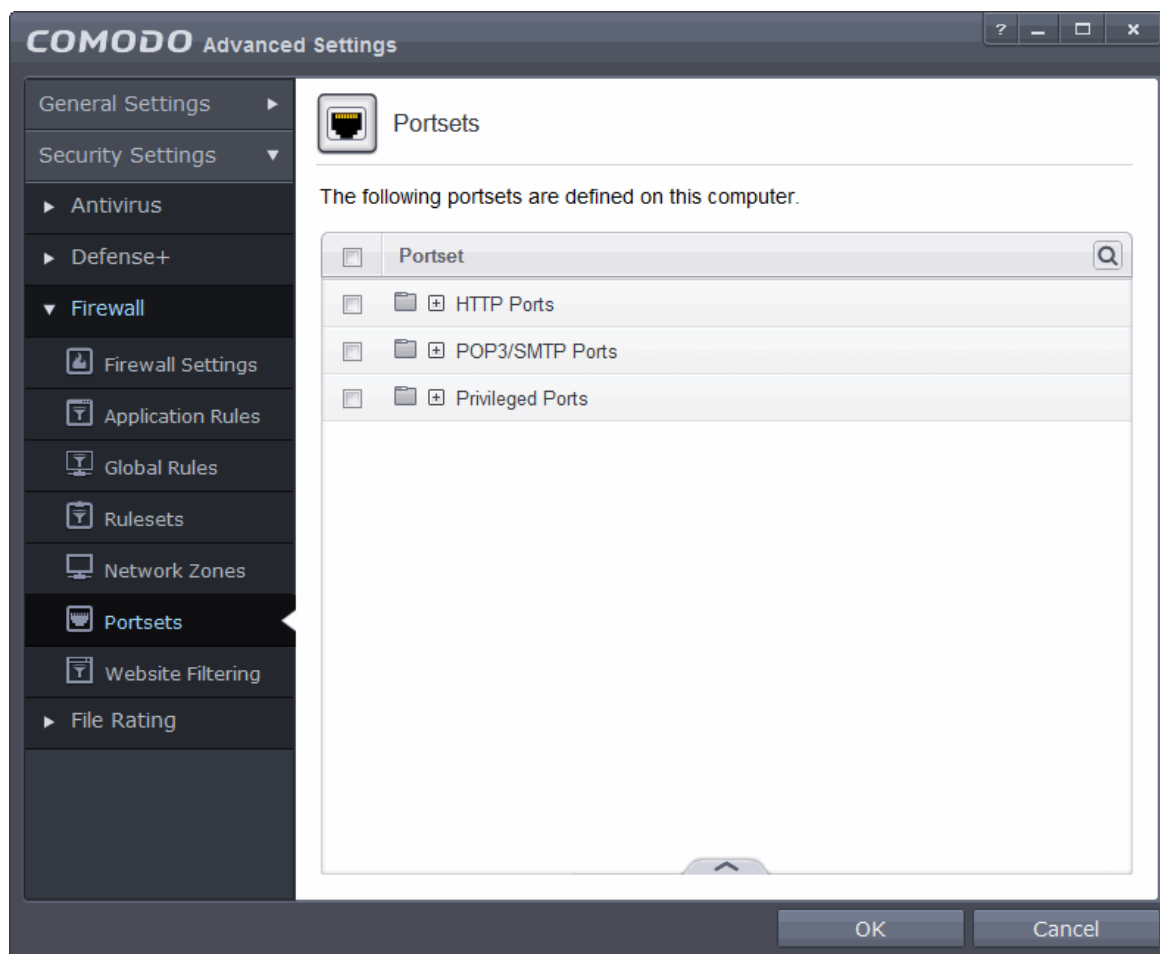 COMODO Advanced Settings
?
General Settings
Security Settings
Antivirus
Defense+
Firewall
Firewall Settings
Application Rules
Global Rules
Rulesets
Network Zones
Portsets
Website Filtering
File Rating
Portsets
The following portsets are defined on this computer.
Portset
HTTP Ports
POP3/SMTP Ports
Privileged Ports
OK
Cancel